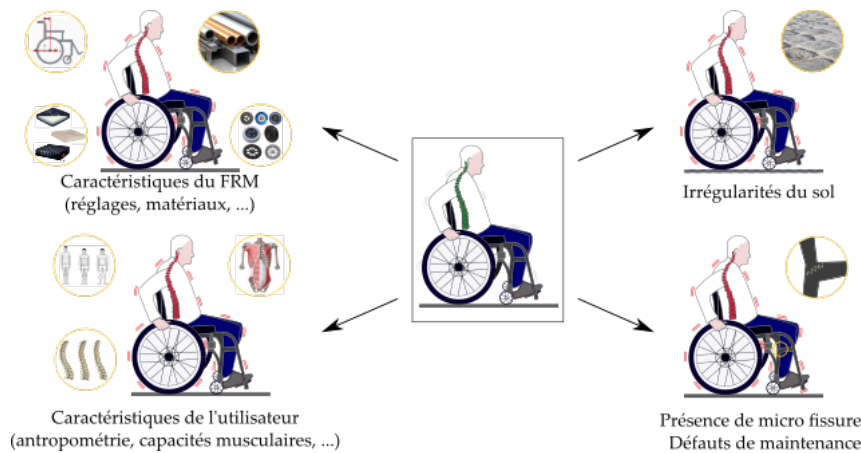 Caractéristiques du FRM
(réglages, matériaux, ...)
Irrégularités du sol
Caractéristiques de l'utilisateur
(antropométrie, capacités musculaires, ...)
Présence de micro fissure
Défauts de maintenance